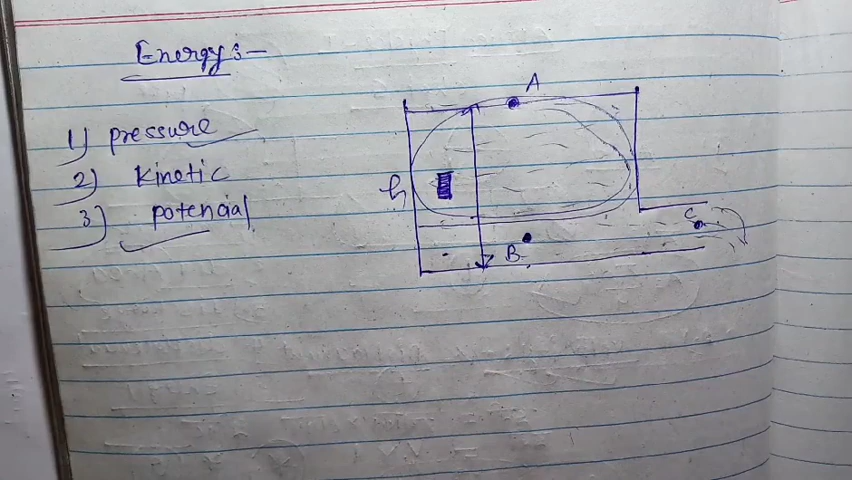 Energy :-
1) pressure
2) Kinetic
3) potencial
A
h
B
C